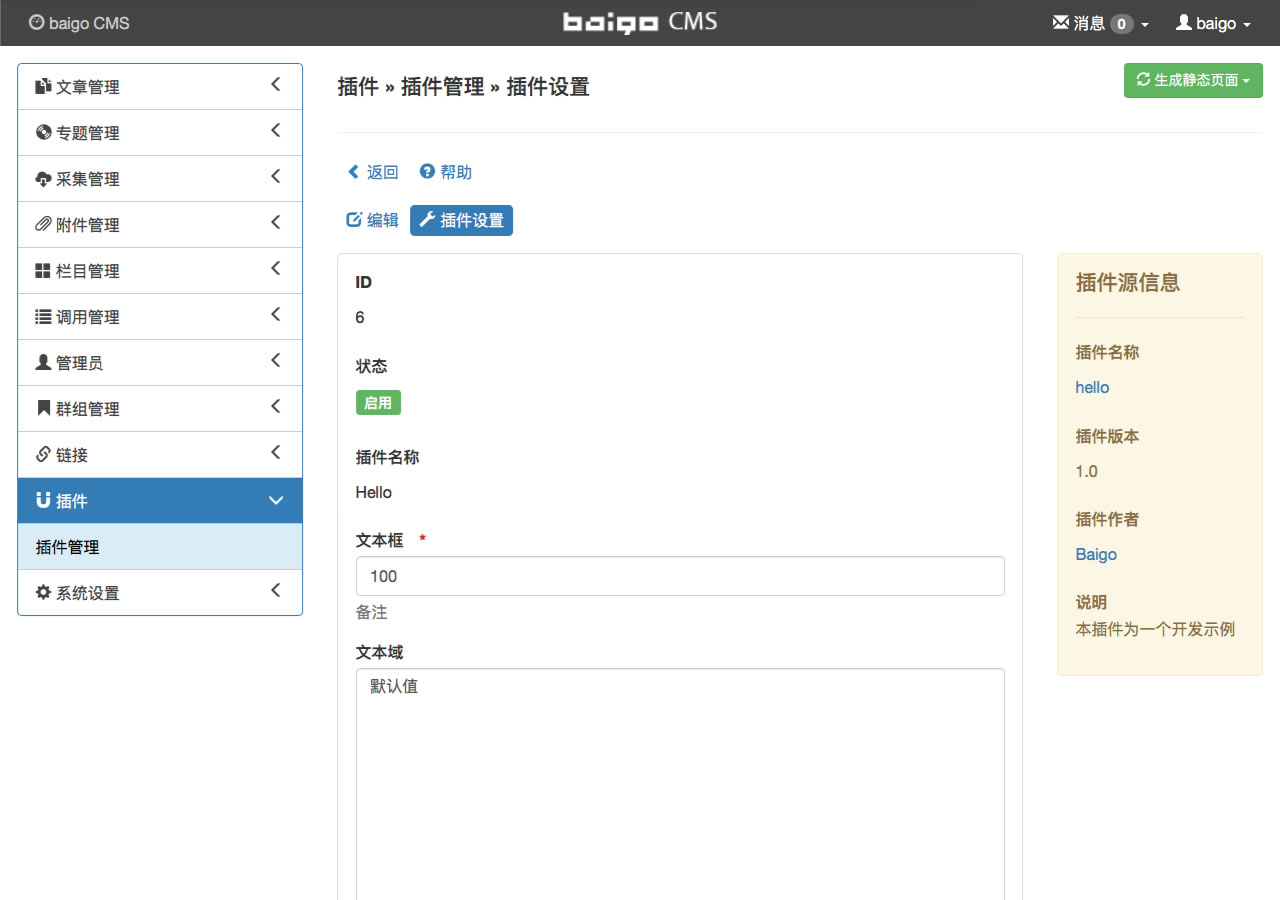 baigo CMS
baigo CMS
消息 0
baigo
文章管理
专题管理
采集管理
附件管理
栏目管理
调用管理
管理员
群组管理
链接
插件
插件管理
系统设置
插件 » 插件管理 » 插件设置
生成静态页面
返回 帮助
编辑 插件设置
ID
6
状态
启用
插件名称
Hello
文本框 *
100
备注
文本域
默认值
插件源信息
插件名称
hello
插件版本
1.0
插件作者
Baigo
说明
本插件为一个开发示例